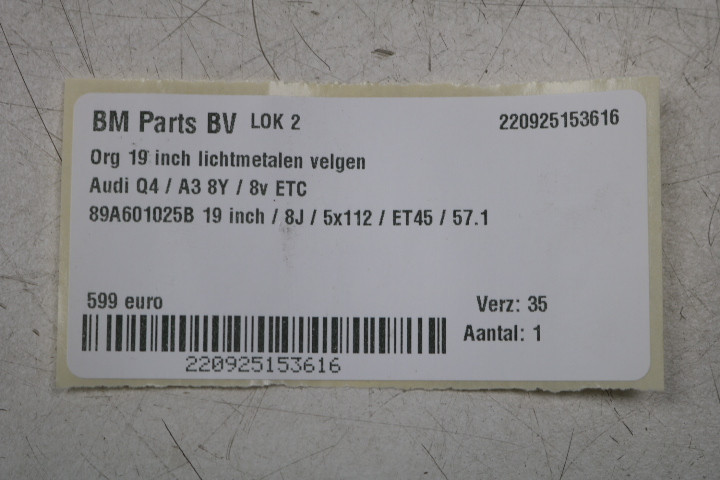 BM Parts BV LOK 2 220925153616
Org 19 inch lichtmetalen velgen
Audi Q4 / A3 8Y / 8v ETC
89A601025B 19 inch / 8J / 5x112 / ET45 / 57.1
599 euro Verz: 35
Aantal: 1
220925153616